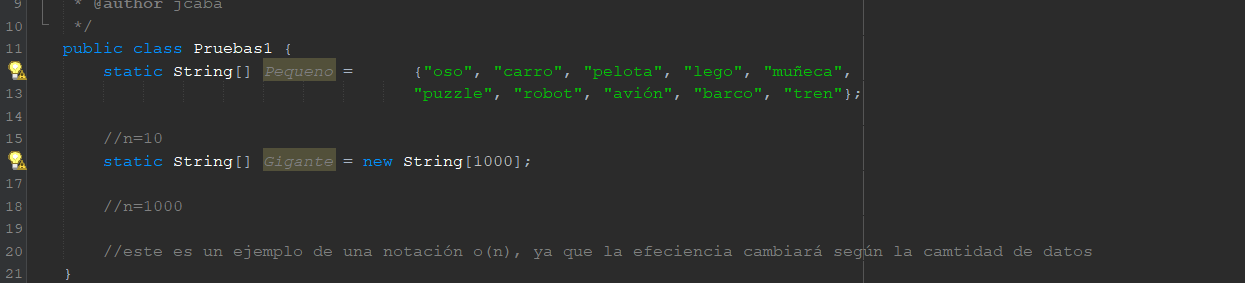 9 * @author jcaba
10 */
11 public class Pruebas1 {
static String[] Pequeno = {"oso", "carro", "pelota", "lego", "muñeca",
13 "puzzle", "robot", "avión", "barco", "tren"};
14
15 //n=10
static String[] Gigante = new String[1000];
17
18 //n=1000
19
20 //este es un ejemplo de una notación o(n), ya que la efeciencia cambiará según la camtidad de datos
21 }